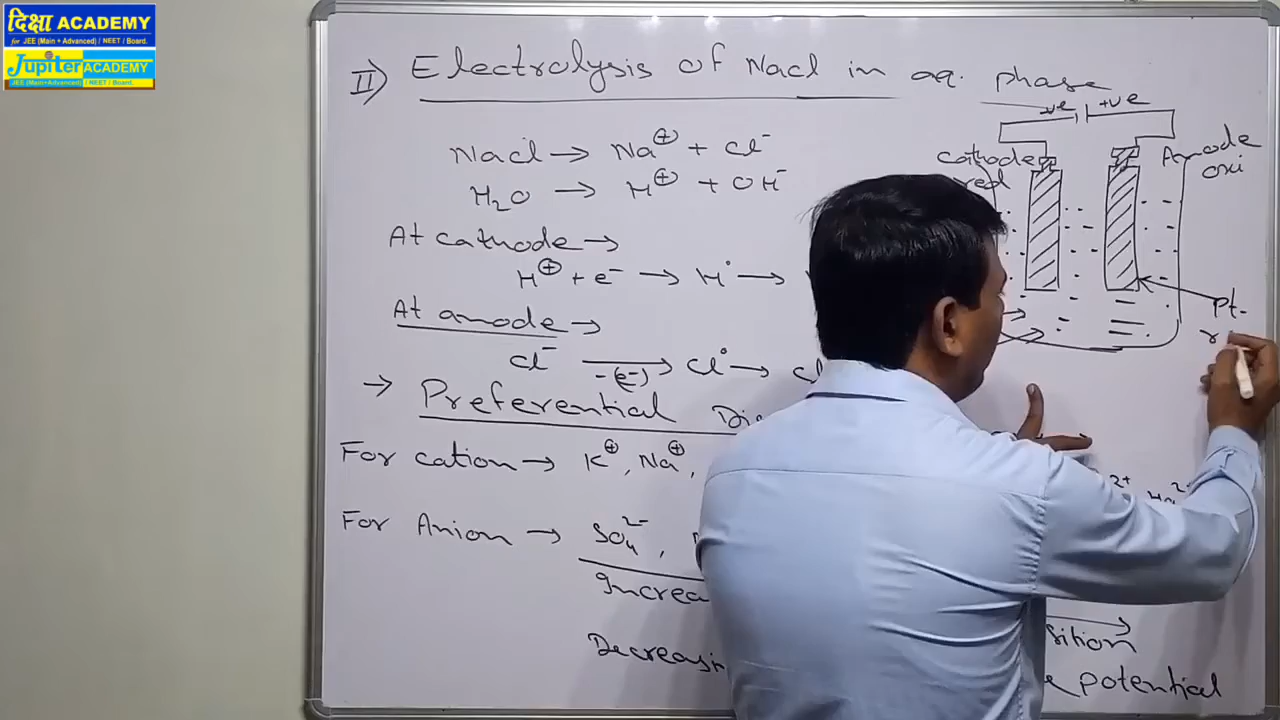 दिक्षा ACADEMY
for JEE (Main + Advanced) / NEET / Board.
Jupiter ACADEMY
JEE (Main+Advanced) / NEET / Board.
II) Electrolysis of Nacl in aq. phase
-ve +ve
Nacl → Na⊕ + Cl⁻
cathode
red
Anode
oxi
H₂O → H⊕ + OH⁻
At cathode →
H⊕ + e⁻ → H• →
Pt.
r
At anode →
Cl⁻ —-(e⁻)→ Cl• → Cl
→ Preferential Dis
For cation → K⊕, Na⊕,
2+
For Anion → SO₄²⁻,
Increa sition
Decreasi potential